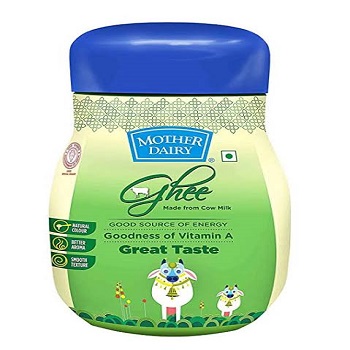 MOTHER
DAIRY
®
Ghee
Made from Cow Milk
GOOD SOURCE OF ENERGY
Goodness of Vitamin A
Great Taste
NATURAL
COLOUR
BETTER
AROMA
SMOOTH
TEXTURE